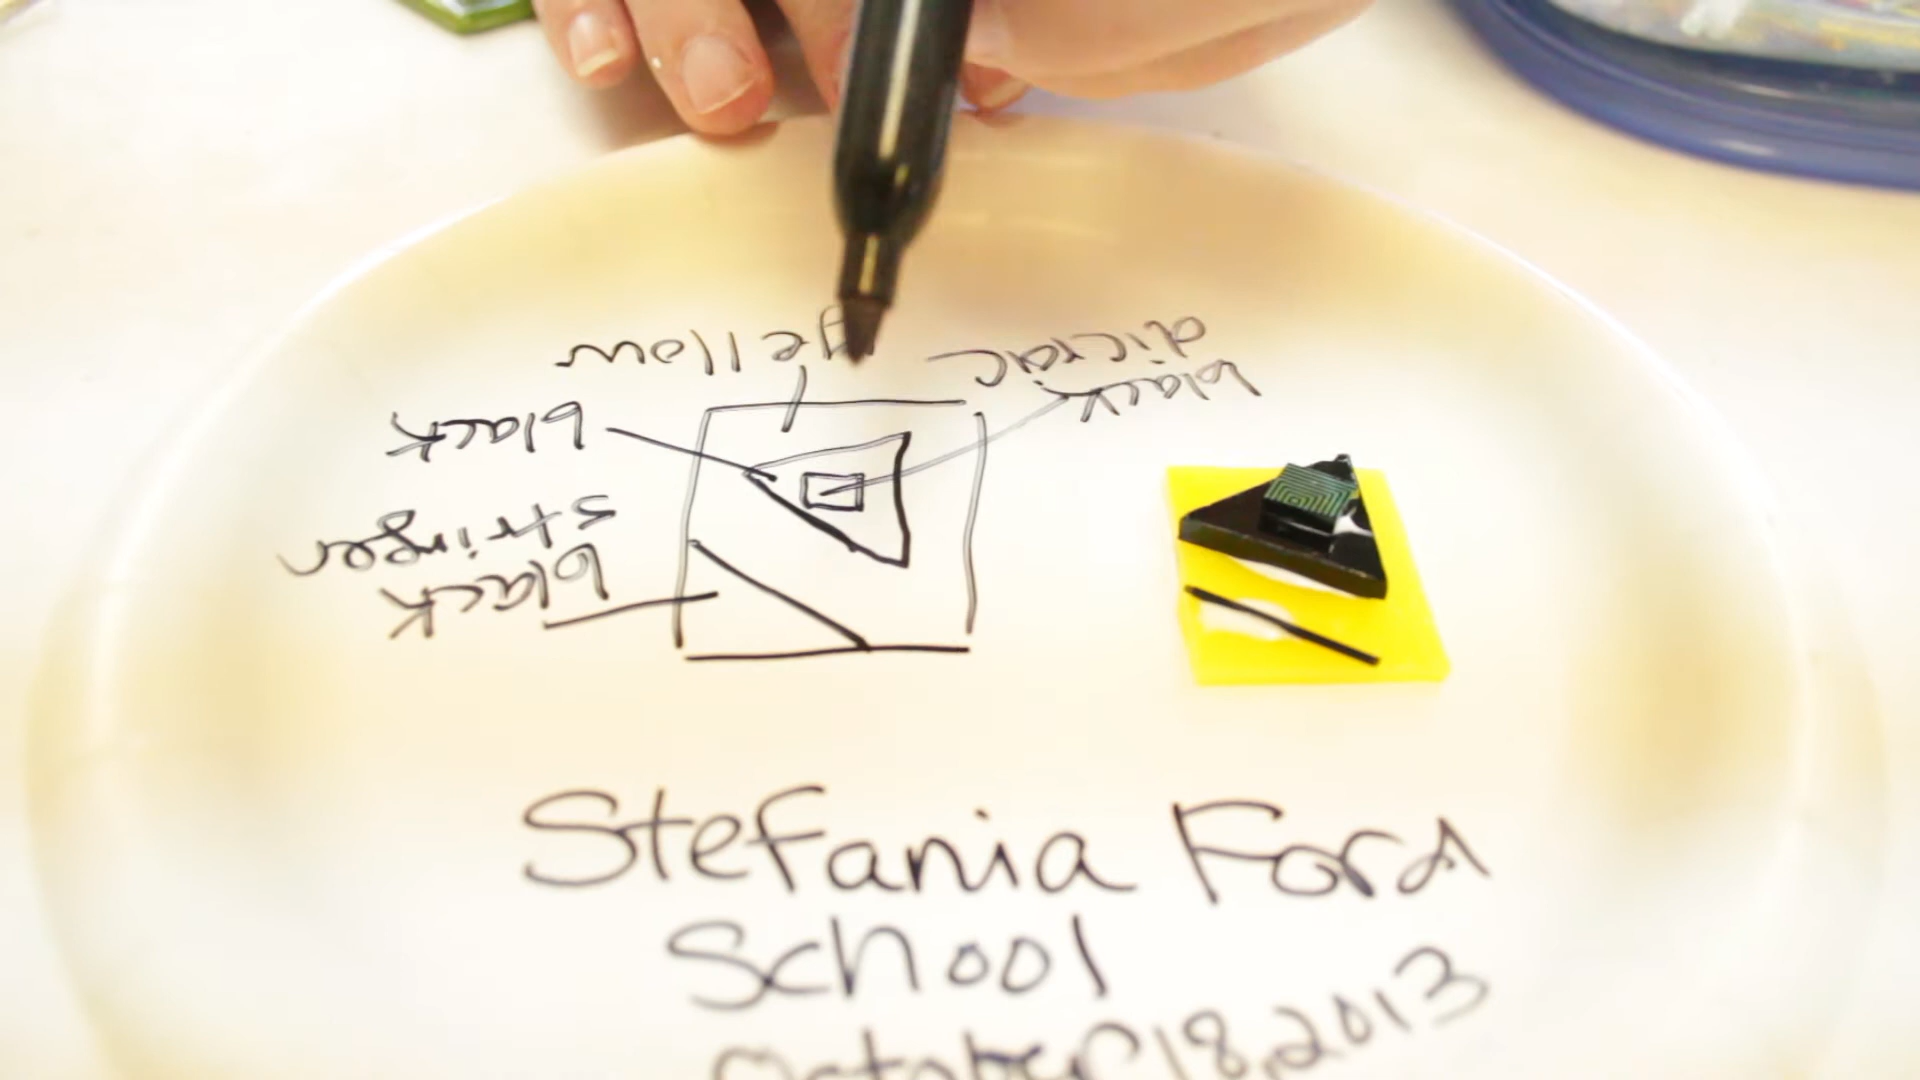 yellow
black
dicroic
black
black
stringer
Stefania Ford
School
October 18, 2013